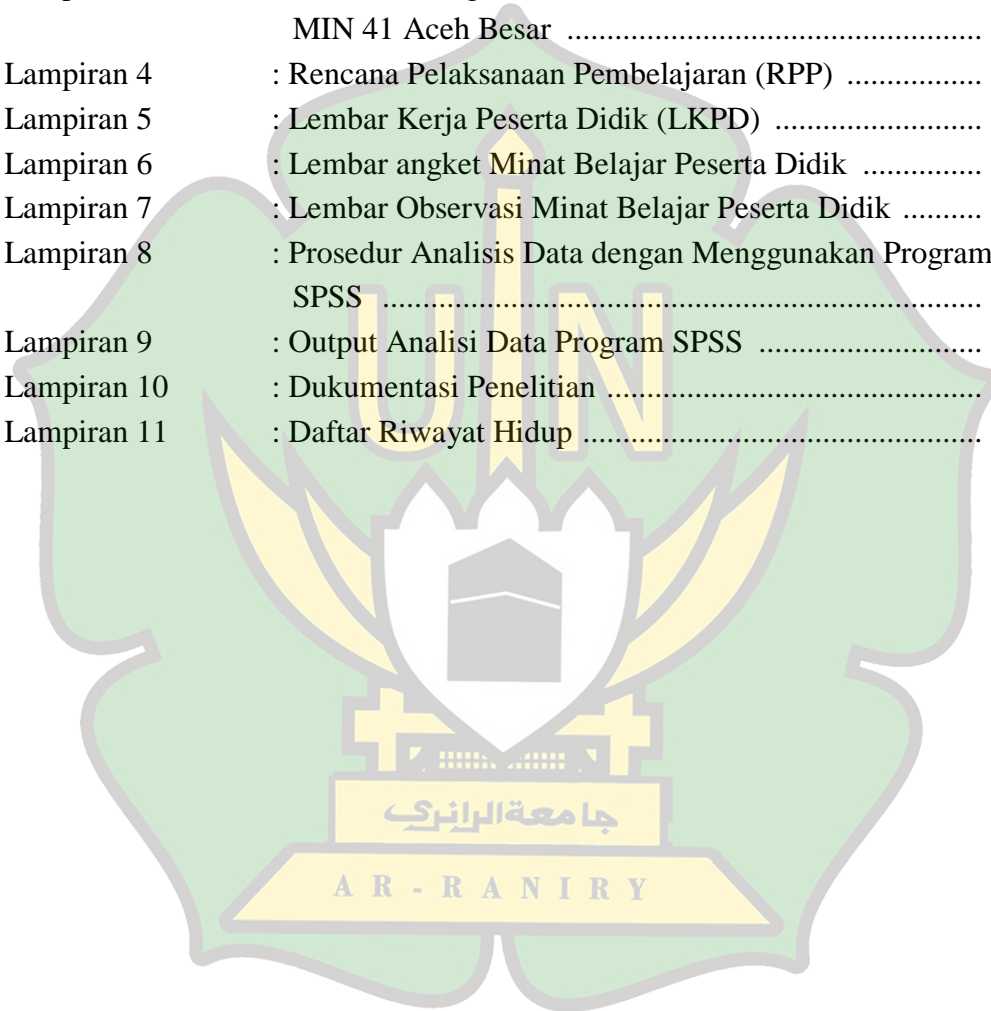 MIN 41 Aceh Besar ....................................................
Lampiran 4 : Rencana Pelaksanaan Pembelajaran (RPP) .................
Lampiran 5 : Lembar Kerja Peserta Didik (LKPD) ..........................
Lampiran 6 : Lembar angket Minat Belajar Peserta Didik ...............
Lampiran 7 : Lembar Observasi Minat Belajar Peserta Didik ..........
Lampiran 8 : Prosedur Analisis Data dengan Menggunakan Program
SPSS ...........................................................................
Lampiran 9 : Output Analisi Data Program SPSS ............................
Lampiran 10 : Dukumentasi Penelitian ...............................................
Lampiran 11 : Daftar Riwayat Hidup ..................................................
UIN
جامعةالرانري
AR-RANIRY